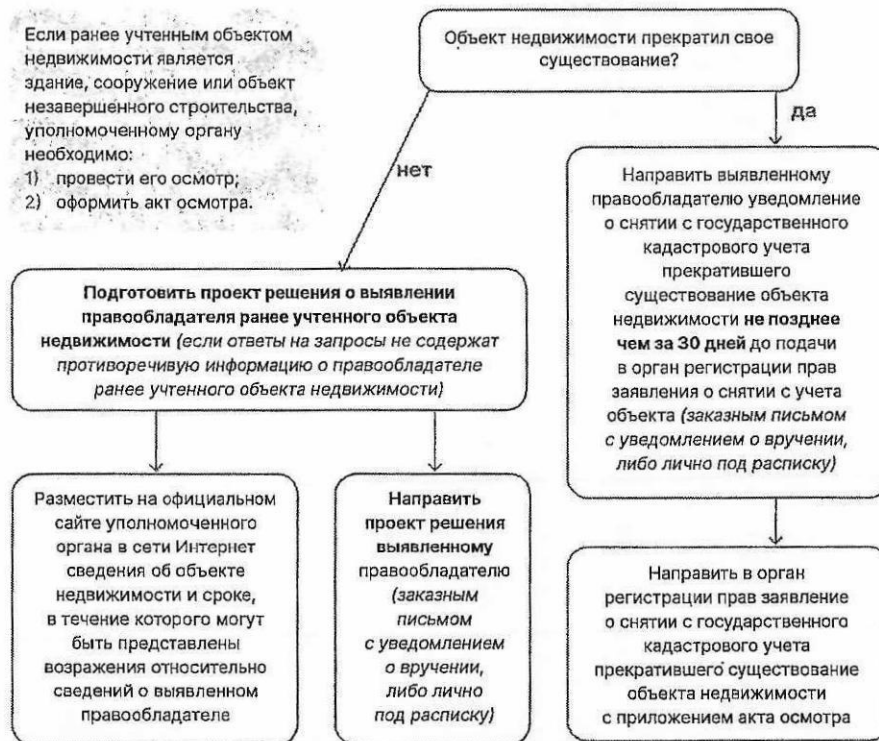 Если ранее учтенным объектом
недвижимости является
здание, сооружение или объект
незавершенного строительства,
уполномоченному органу
необходимо:
1) провести его осмотр;
2) оформить акт осмотра.
Объект недвижимости прекратил свое
существование?
нет
да
Подготовить проект решения о выявлении
правообладателя ранее учтенного объекта
недвижимости (если ответы на запросы не содержат
противоречивую информацию о правообладателе
ранее учтенного объекта недвижимости)
Направить выявленному
правообладателю уведомление
о снятии с государственного
кадастрового учета
прекратившего
существование объекта
недвижимости не позднее
чем за 30 дней до подачи
в орган регистрации прав
заявления о снятии с учета
объекта (заказным письмом
с уведомлением о вручении,
либо лично под расписку)
Разместить на официальном
сайте уполномоченного
органа в сети Интернет
сведения об объекте
недвижимости и сроке,
в течение которого могут
быть представлены
возражения относительно
сведений о выявленном
правообладателе
Направить
проект решения
выявленному
правообладателю
(заказным
письмом
с уведомлением
о вручении,
либо лично
под расписку)
Направить в орган
регистрации прав заявление
о снятии с государственного
кадастрового учета
прекратившего существование
объекта недвижимости
с приложением акта осмотра